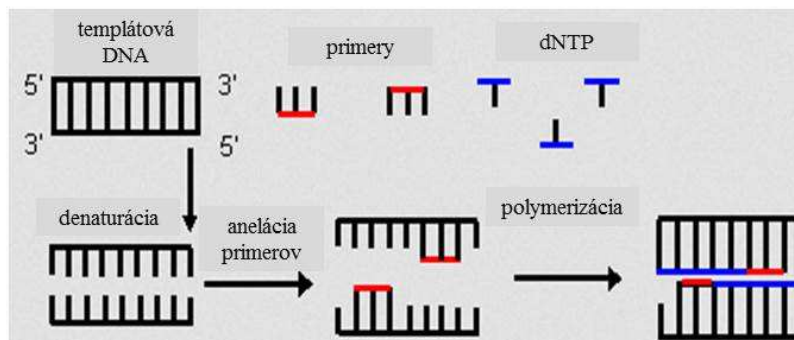 templátová
DNA
primery
dNTP
5' 3'
3' 5'
denaturácia
anelácia
primerov
polymerizácia